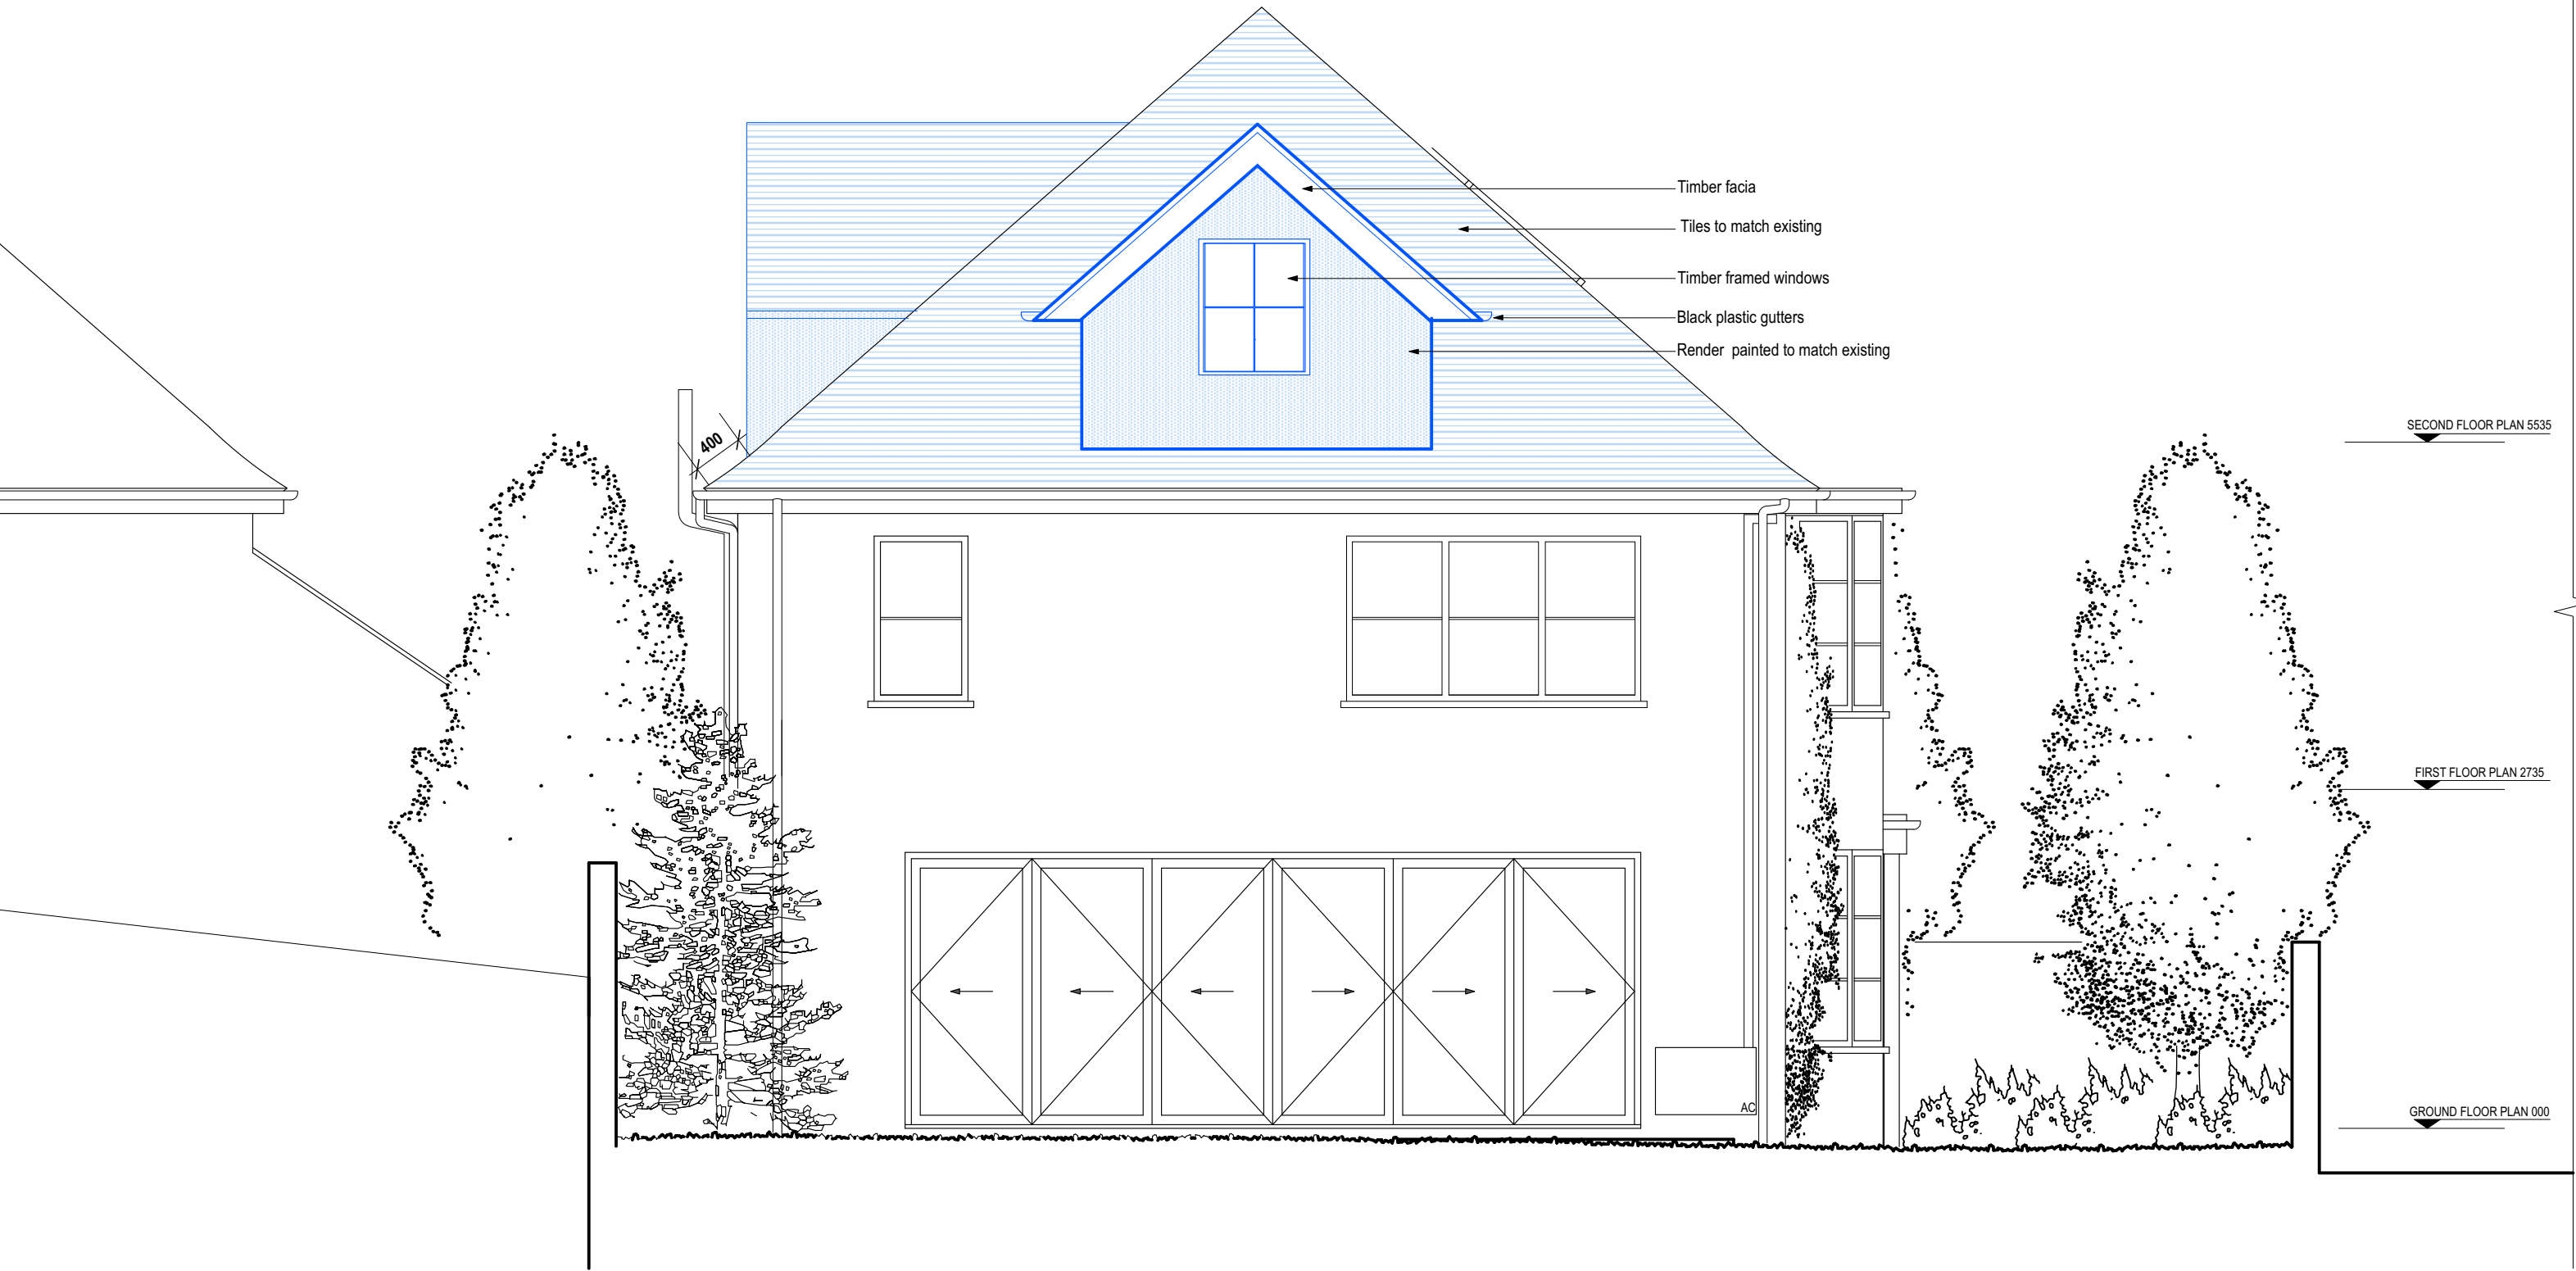 Timber facia
Tiles to match existing
Timber framed windows
Black plastic gutters
Render painted to match existing
400
SECOND FLOOR PLAN 5535
FIRST FLOOR PLAN 2735
AC
GROUND FLOOR PLAN 000